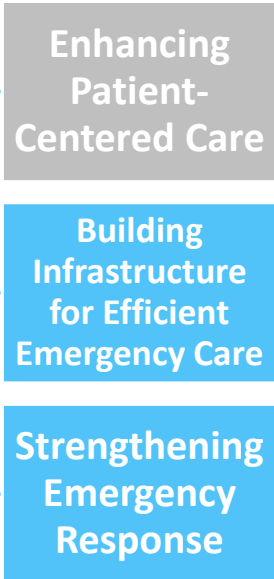 Enhancing
Patient-
Centered Care
Building
Infrastructure
for Efficient
Emergency Care
Strengthening
Emergency
Response